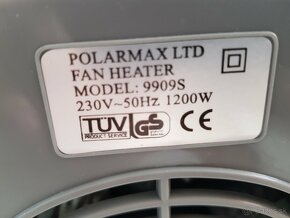 POLARMAX LTD
FAN HEATER
MODEL: 9909S
230V~50Hz 1200W
TÜV
PRODUCT SERVICE
GS
CE